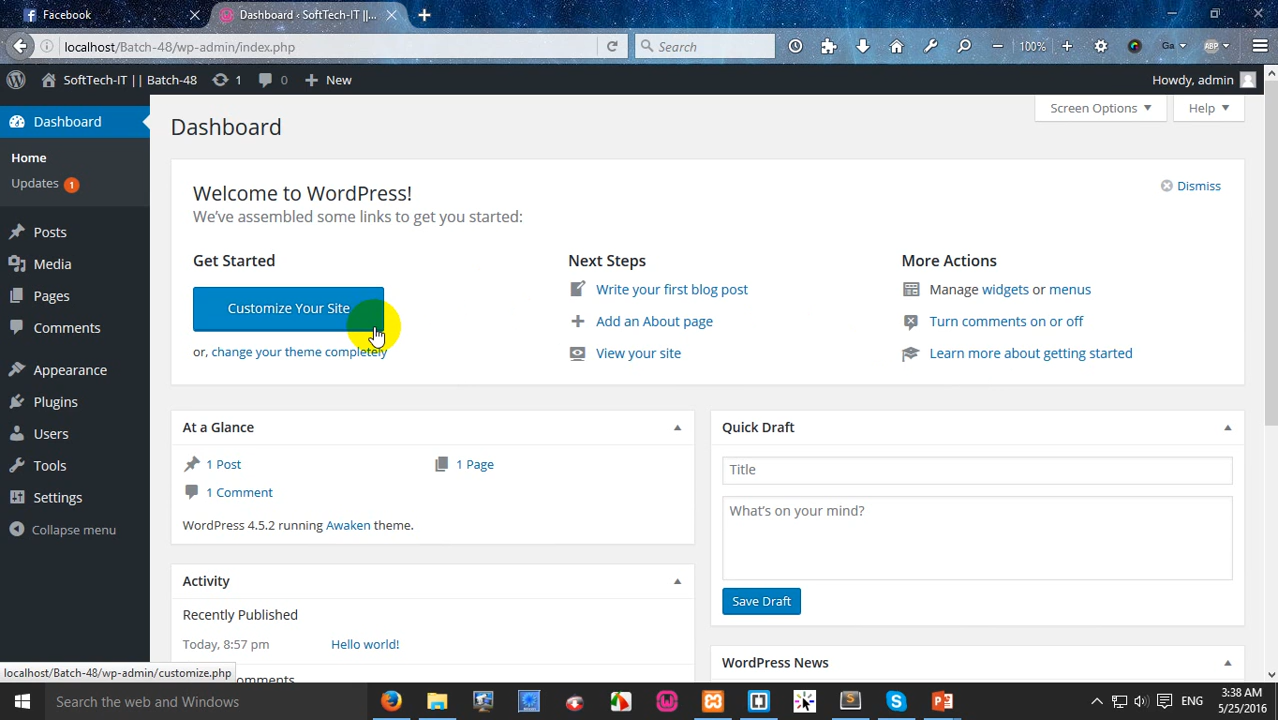 Facebook
Dashboard ‹ SoftTech-IT ||...
localhost/Batch-48/wp-admin/index.php
Search
100%
Ga
ABP
SoftTech-IT || Batch-48
1
0
New
Howdy, admin
Dashboard
Home
Updates 1
Posts
Media
Pages
Comments
Appearance
Plugins
Users
Tools
Settings
Collapse menu
Screen Options
Help
Dashboard
Welcome to WordPress!
We've assembled some links to get you started:
Dismiss
Get Started
Customize Your Site
or, change your theme completely
Next Steps
Write your first blog post
Add an About page
View your site
More Actions
Manage widgets or menus
Turn comments on or off
Learn more about getting started
At a Glance
1 Post
1 Page
1 Comment
WordPress 4.5.2 running Awaken theme.
Activity
Recently Published
Today, 8:57 pm
Hello world!
Quick Draft
Title
What's on your mind?
Save Draft
WordPress News
localhost/Batch-48/wp-admin/customize.php
Search the web and Windows
ENG
3:38 AM
5/25/2016